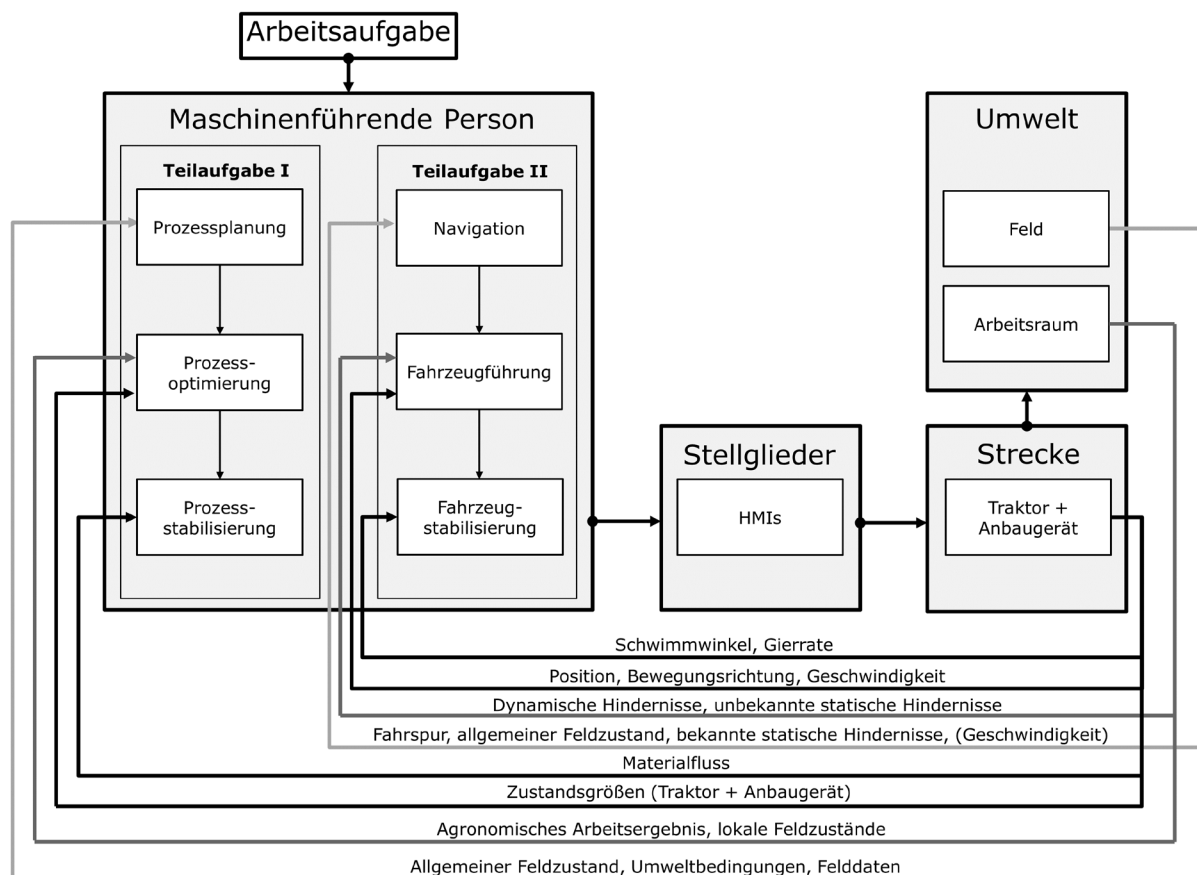 Arbeitsaufgabe
Maschinenführende Person
Teilaufgabe I
Prozessplanung
Prozess-
optimierung
Prozess-
stabilisierung
Teilaufgabe II
Navigation
Fahrzeugführung
Fahrzeug-
stabilisierung
Stellglieder
HMIs
Umwelt
Feld
Arbeitsraum
Strecke
Traktor +
Anbaugerät
Schwimmwinkel, Gierrate
Position, Bewegungsrichtung, Geschwindigkeit
Dynamische Hindernisse, unbekannte statische Hindernisse
Fahrspur, allgemeiner Feldzustand, bekannte statische Hindernisse, (Geschwindigkeit)
Materialfluss
Zustandsgrößen (Traktor + Anbaugerät)
Agronomisches Arbeitsergebnis, lokale Feldzustände
Allgemeiner Feldzustand, Umweltbedingungen, Felddaten